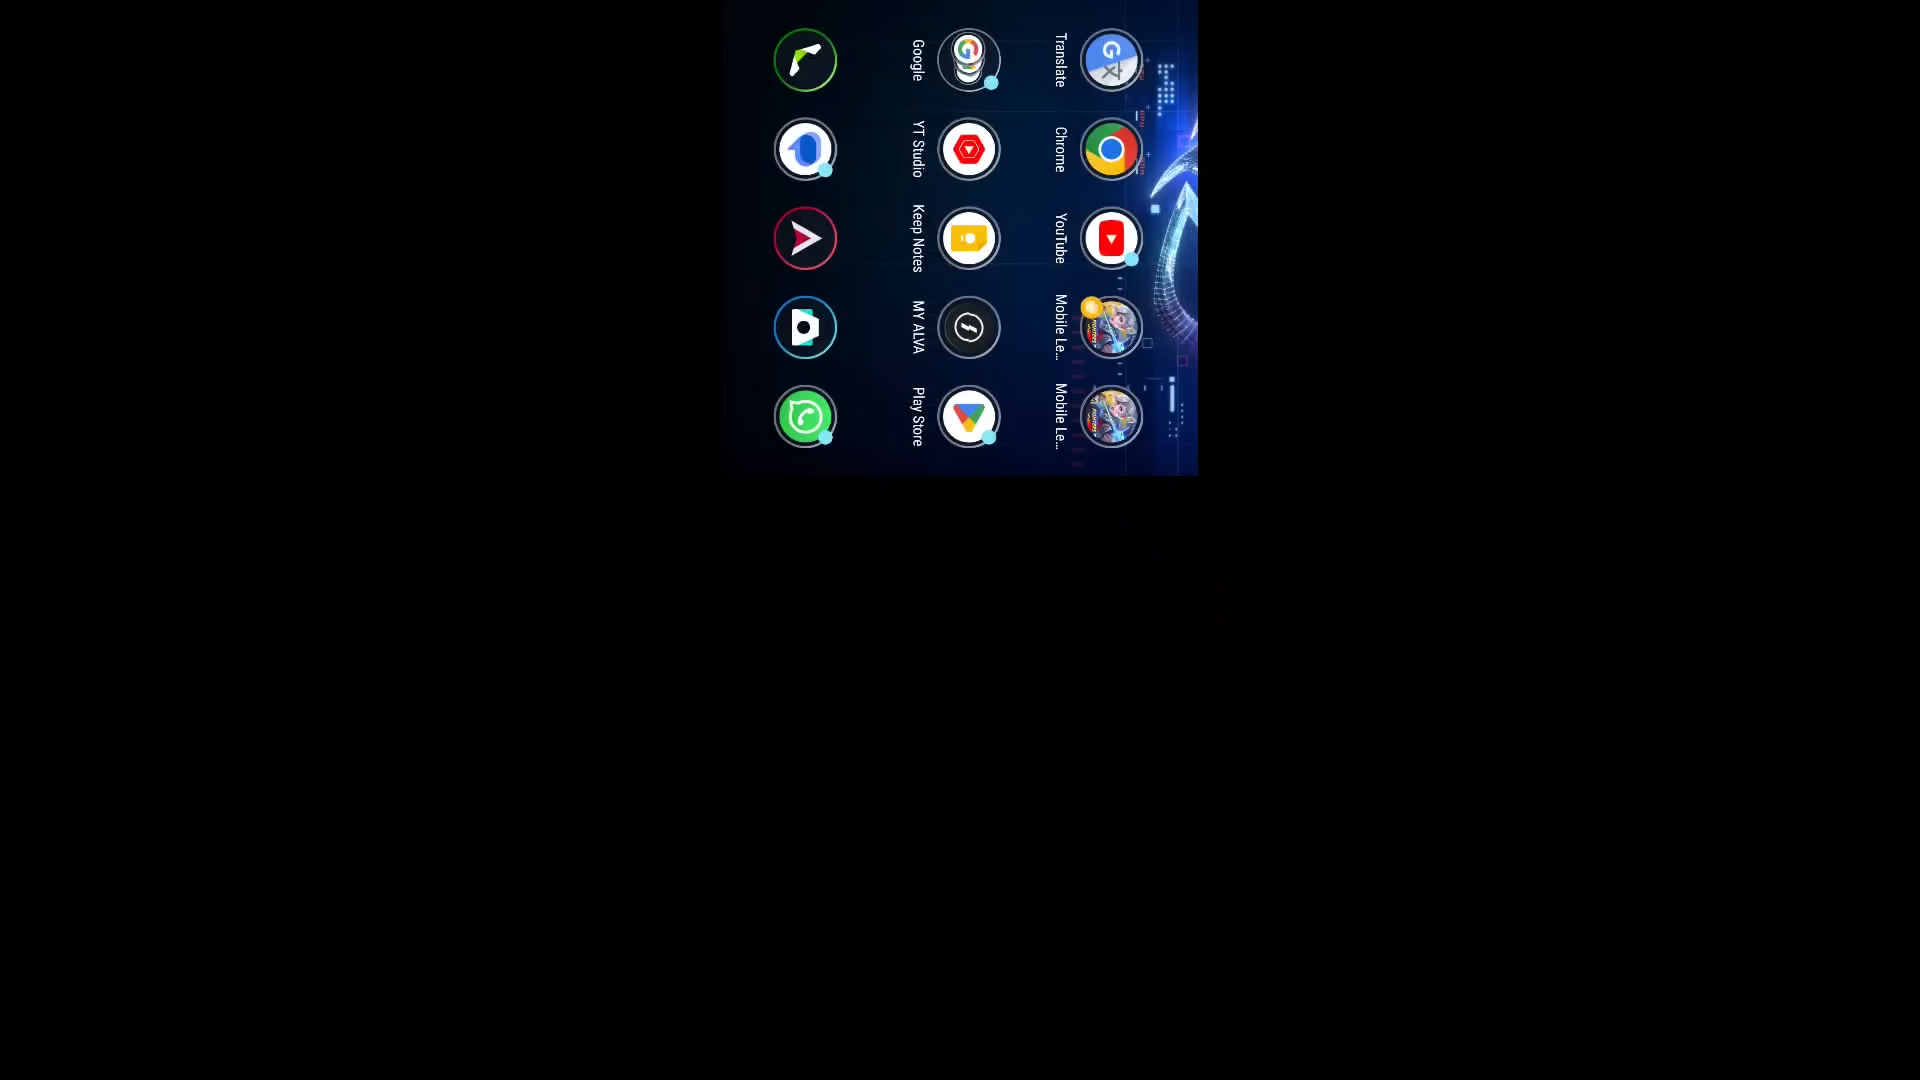 Translate
Chrome
YouTube
Mobile Le...
Mobile Le...
Google
YT Studio
Keep Notes
MY ALVA
Play Store